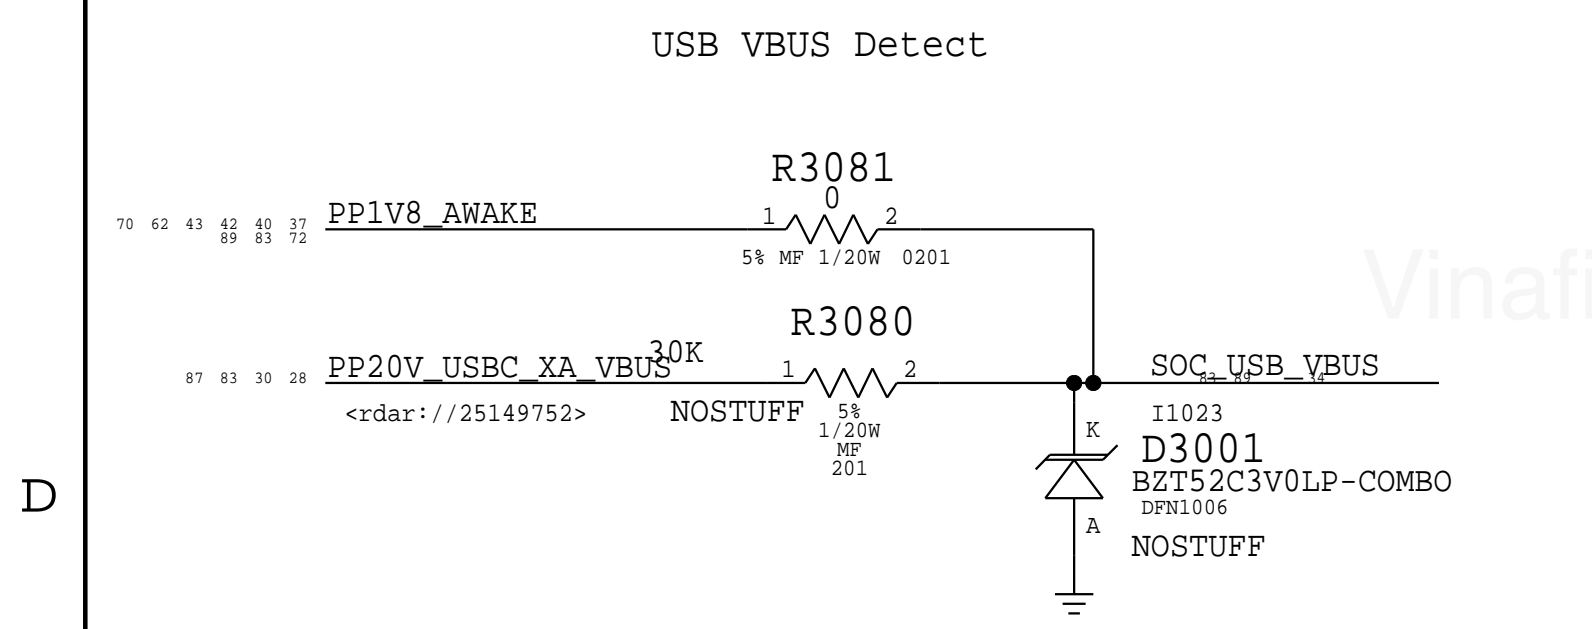 USB VBUS Detect
R3081
0
70 62 43 42 40 37
89 83 72
PP1V8_AWAKE
1
2
5% MF 1/20W 0201
Vinafi
R3080
87 83 30 28
PP20V_USBC_XA_VBUS
30K
1
2
SOC_USB_VBUS
83 89 34
<rdar://25149752>
NOSTUFF
5%
1/20W
MF
201
I1023
K
D3001
BZT52C3V0LP-COMBO
DFN1006
A
NOSTUFF
D